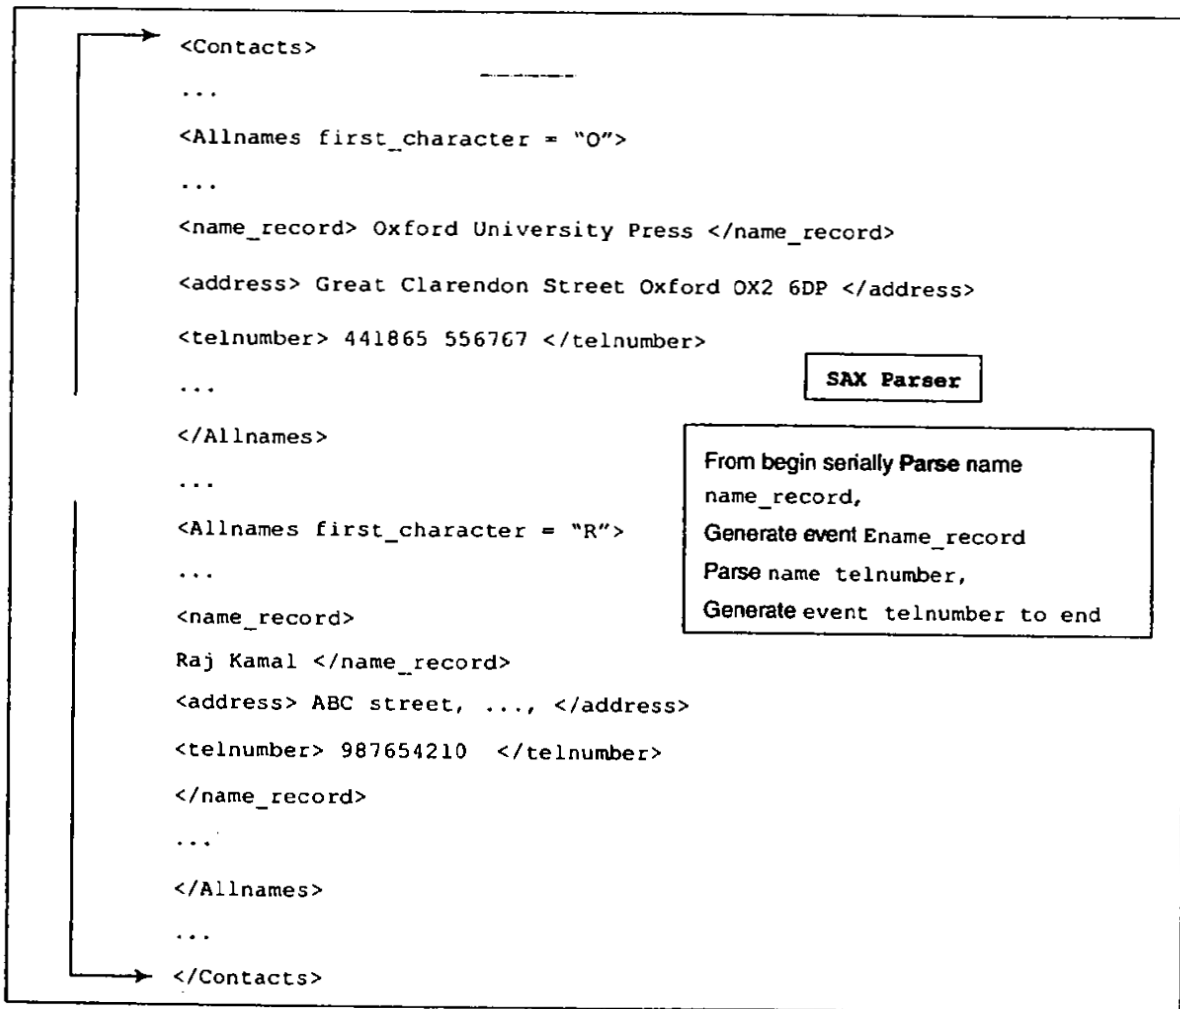 <Contacts>
...
<Allnames first_character = "O">
...
<name_record> Oxford University Press </name_record>
<address> Great Clarendon Street Oxford OX2 6DP </address>
<telnumber> 441865 556767 </telnumber>
...
</Allnames>
...
<Allnames first_character = "R">
...
<name_record>
Raj Kamal </name_record>
<address> ABC street, ..., </address>
<telnumber> 987654210 </telnumber>
</name_record>
...
</Allnames>
...
</Contacts>
SAX Parser
From begin serially Parse name
name_record,
Generate event Ename_record
Parse name telnumber,
Generate event telnumber to end